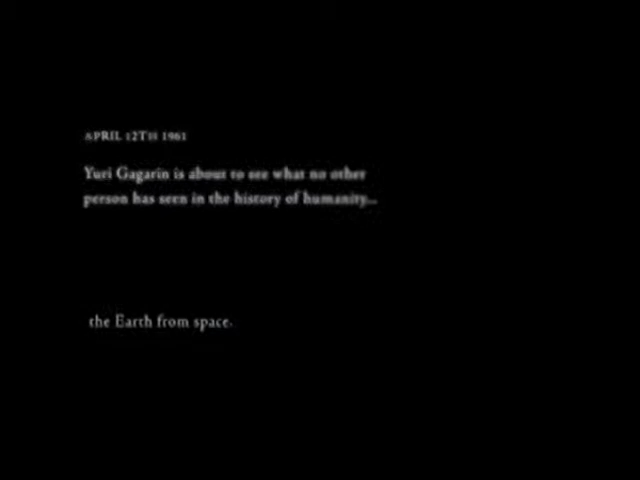 APRIL 12TH 1961
Yuri Gagarin is about to see what no other
person has seen in the history of humanity...
the Earth from space.